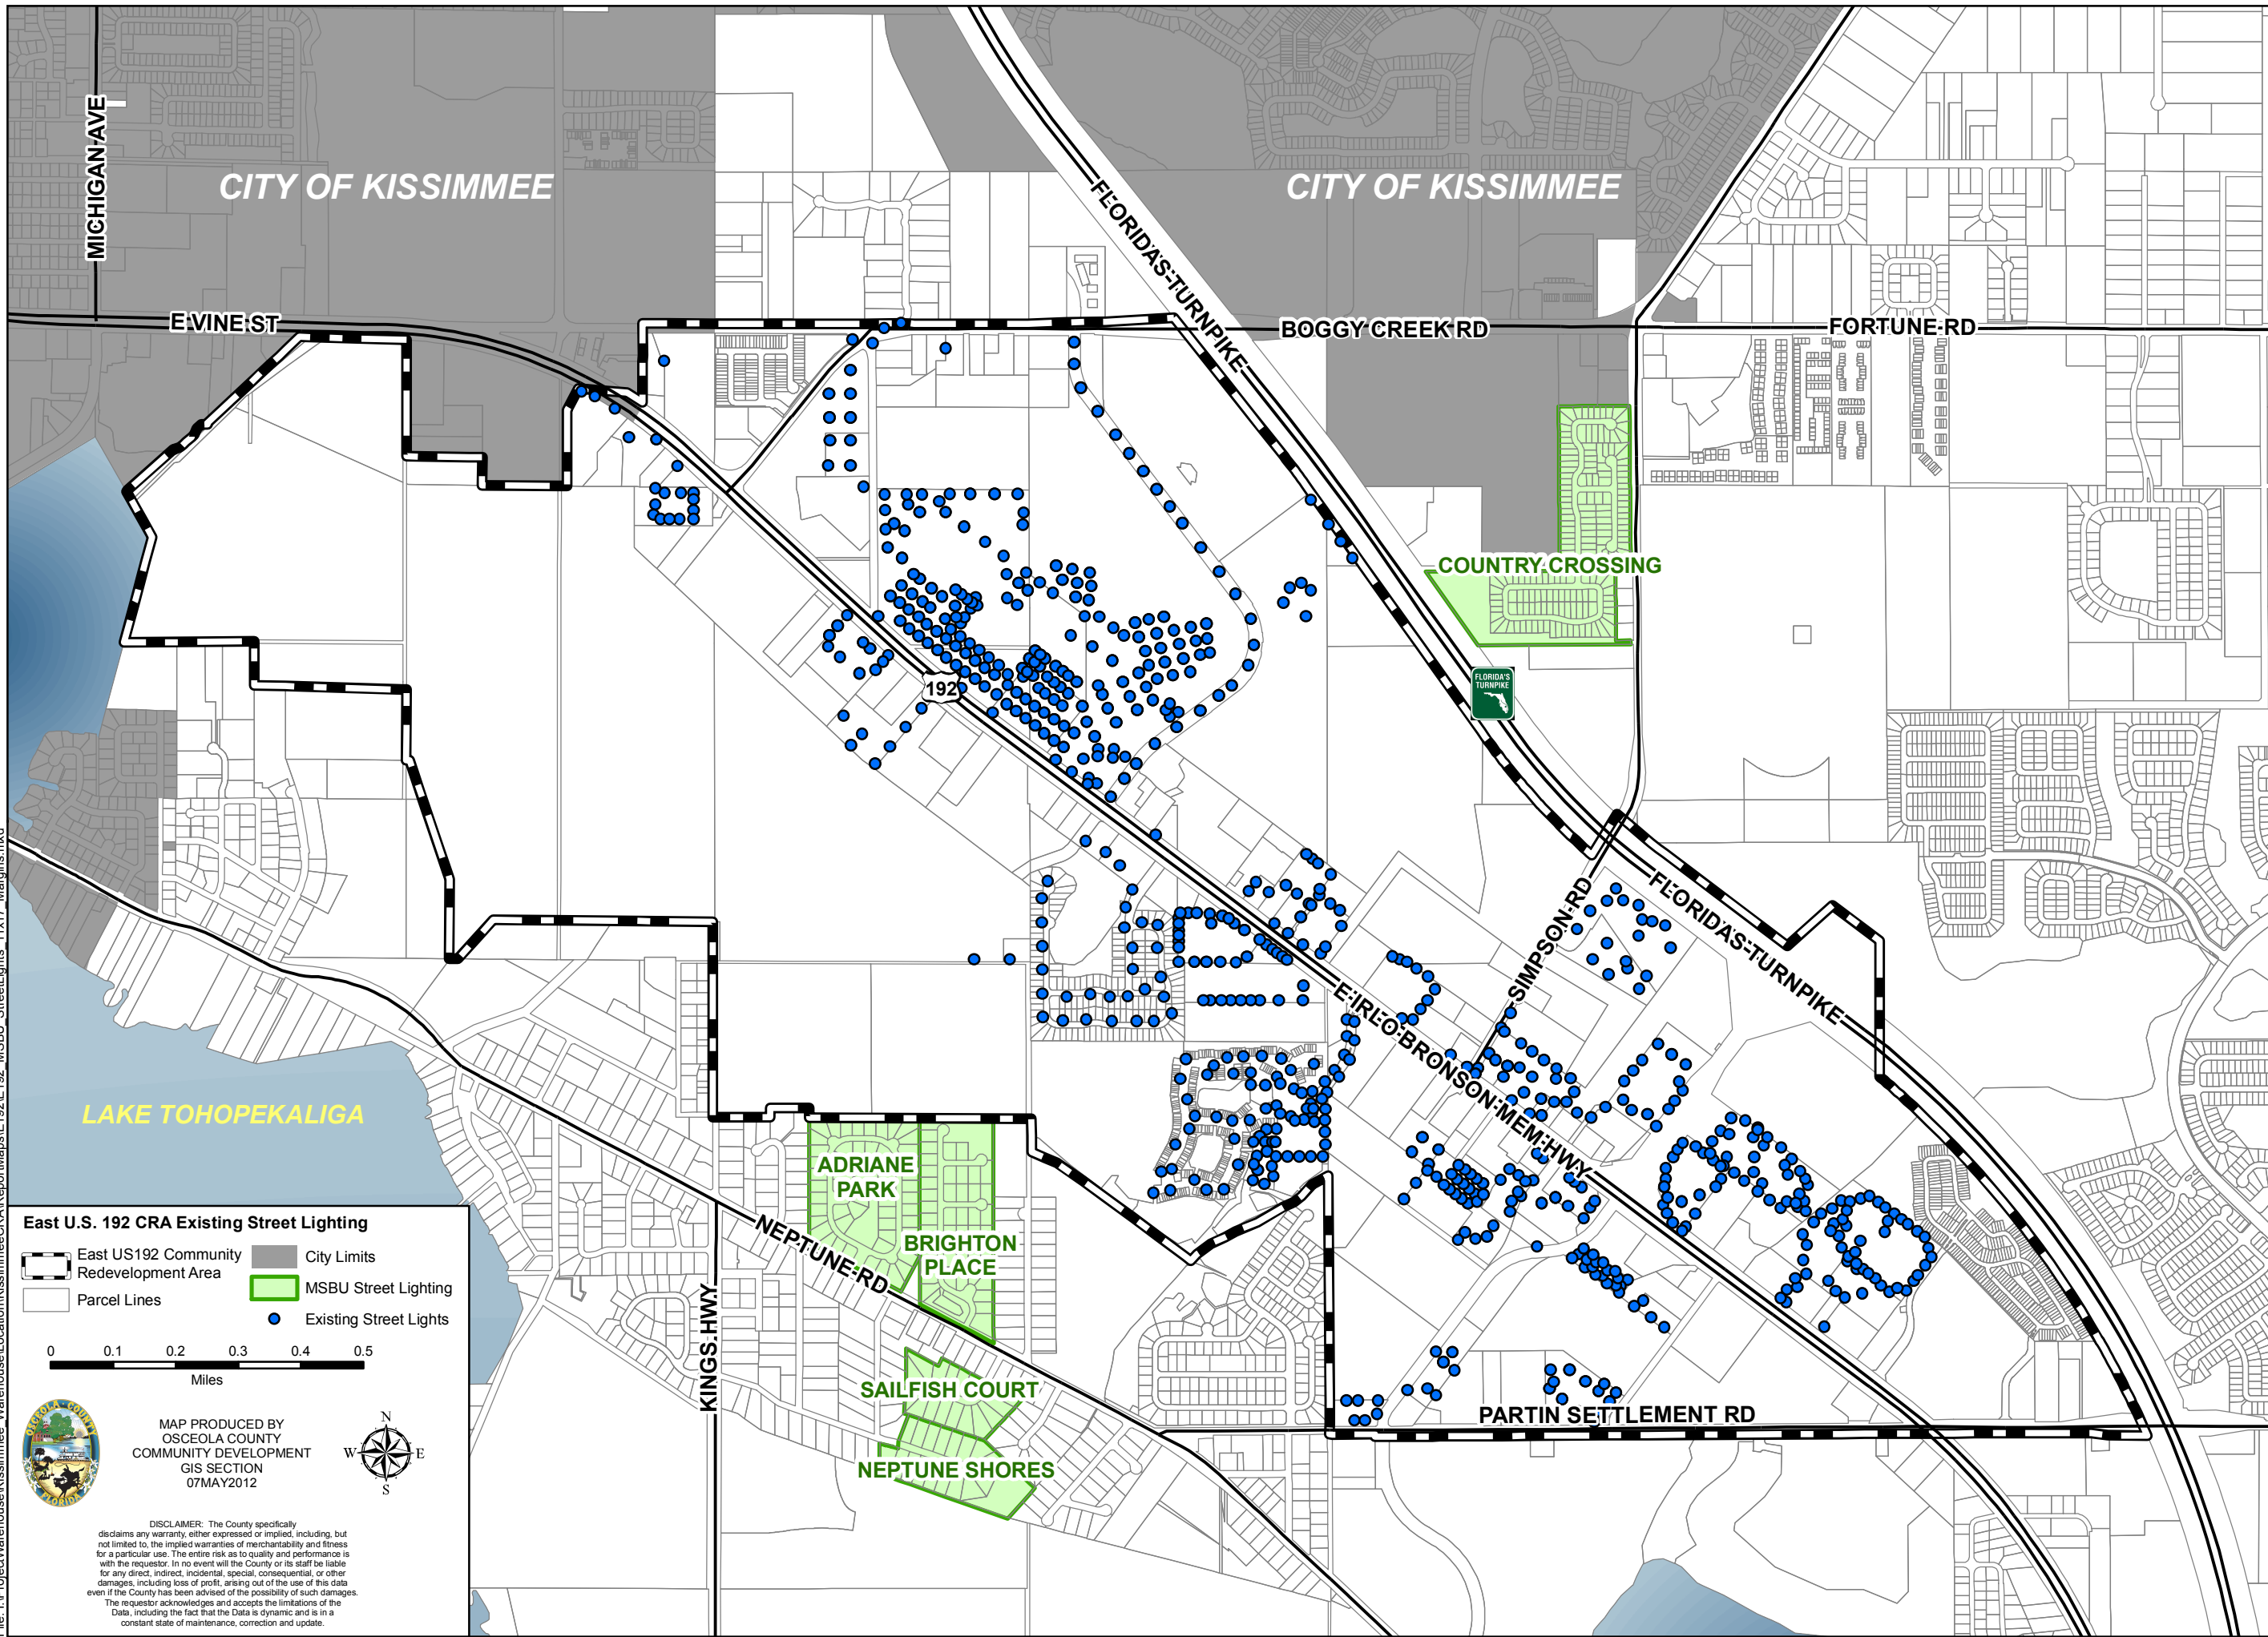 MICHIGAN AVE
CITY OF KISSIMMEE
CITY OF KISSIMMEE
FLORIDAS TURNPIKE
E VINE ST
BOGGY CREEK RD
FORTUNE RD
COUNTRY CROSSING
FLORIDA'S
TURNPIKE
192
SIMPSON RD
FLORIDAS TURNPIKE
E IRLO BRONSON MEM HWY
LAKE TOHOPEKALIGA
ADRIANE
PARK
BRIGHTON
PLACE
NEPTUNE RD
KINGS HWY
SAILFISH COURT
NEPTUNE SHORES
PARTIN SETTLEMENT RD
East U.S. 192 CRA Existing Street Lighting
East US192 Community
Redevelopment Area
City Limits
Parcel Lines
MSBU Street Lighting
Existing Street Lights
0 0.1 0.2 0.3 0.4 0.5
Miles
OSCEOLA COUNTY
FLORIDA
MAP PRODUCED BY
OSCEOLA COUNTY
COMMUNITY DEVELOPMENT
GIS SECTION
07MAY2012
N
W E
S
DISCLAIMER: The County specifically
disclaims any warranty, either expressed or implied, including, but
not limited to, the implied warranties of merchantability and fitness
for a particular use. The entire risk as to quality and performance is
with the requestor. In no event will the County or its staff be liable
for any direct, indirect, incidental, special, consequential, or other
damages, including loss of profit, arising out of the use of this data
even if the County has been advised of the possibility of such damages.
The requestor acknowledges and accepts the limitations of the
Data, including the fact that the Data is dynamic and is in a
constant state of maintenance, correction and update.